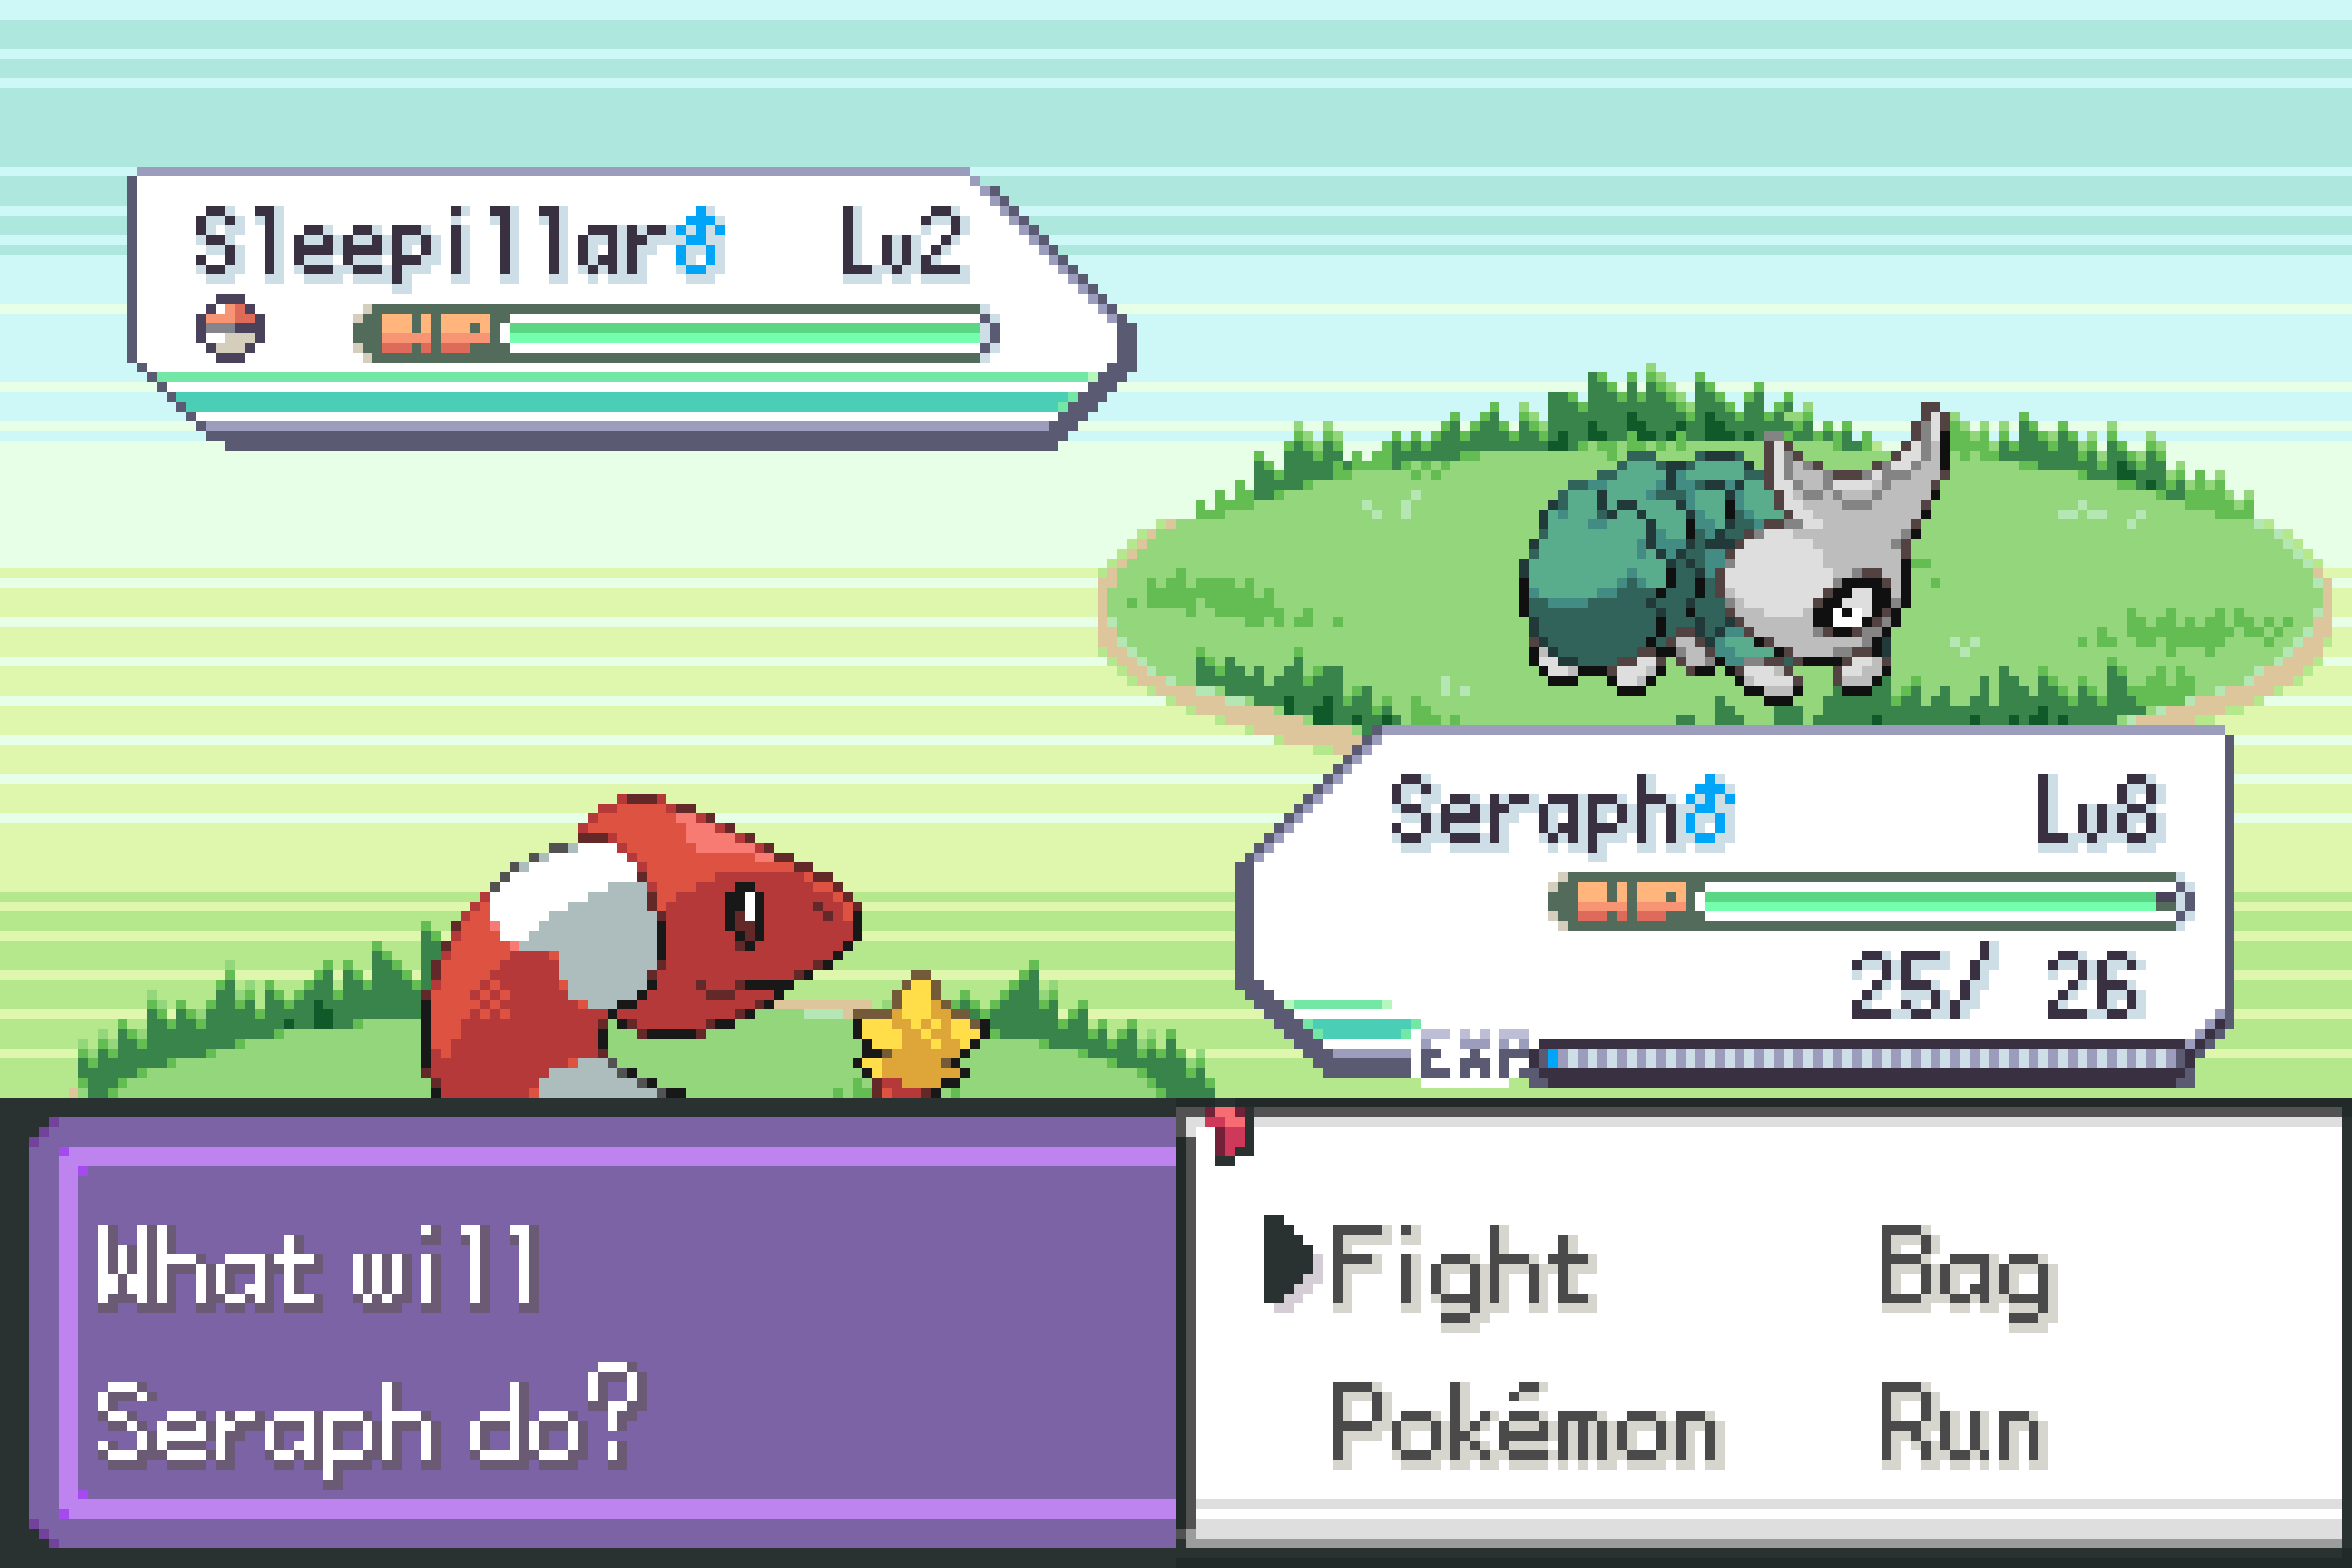 Sleepillar♂ Lv2
HP
Seraph♂ Lv8
HP
25/ 26
EXP
What will
Seraph do?
Fight Bag
Pokémon Run